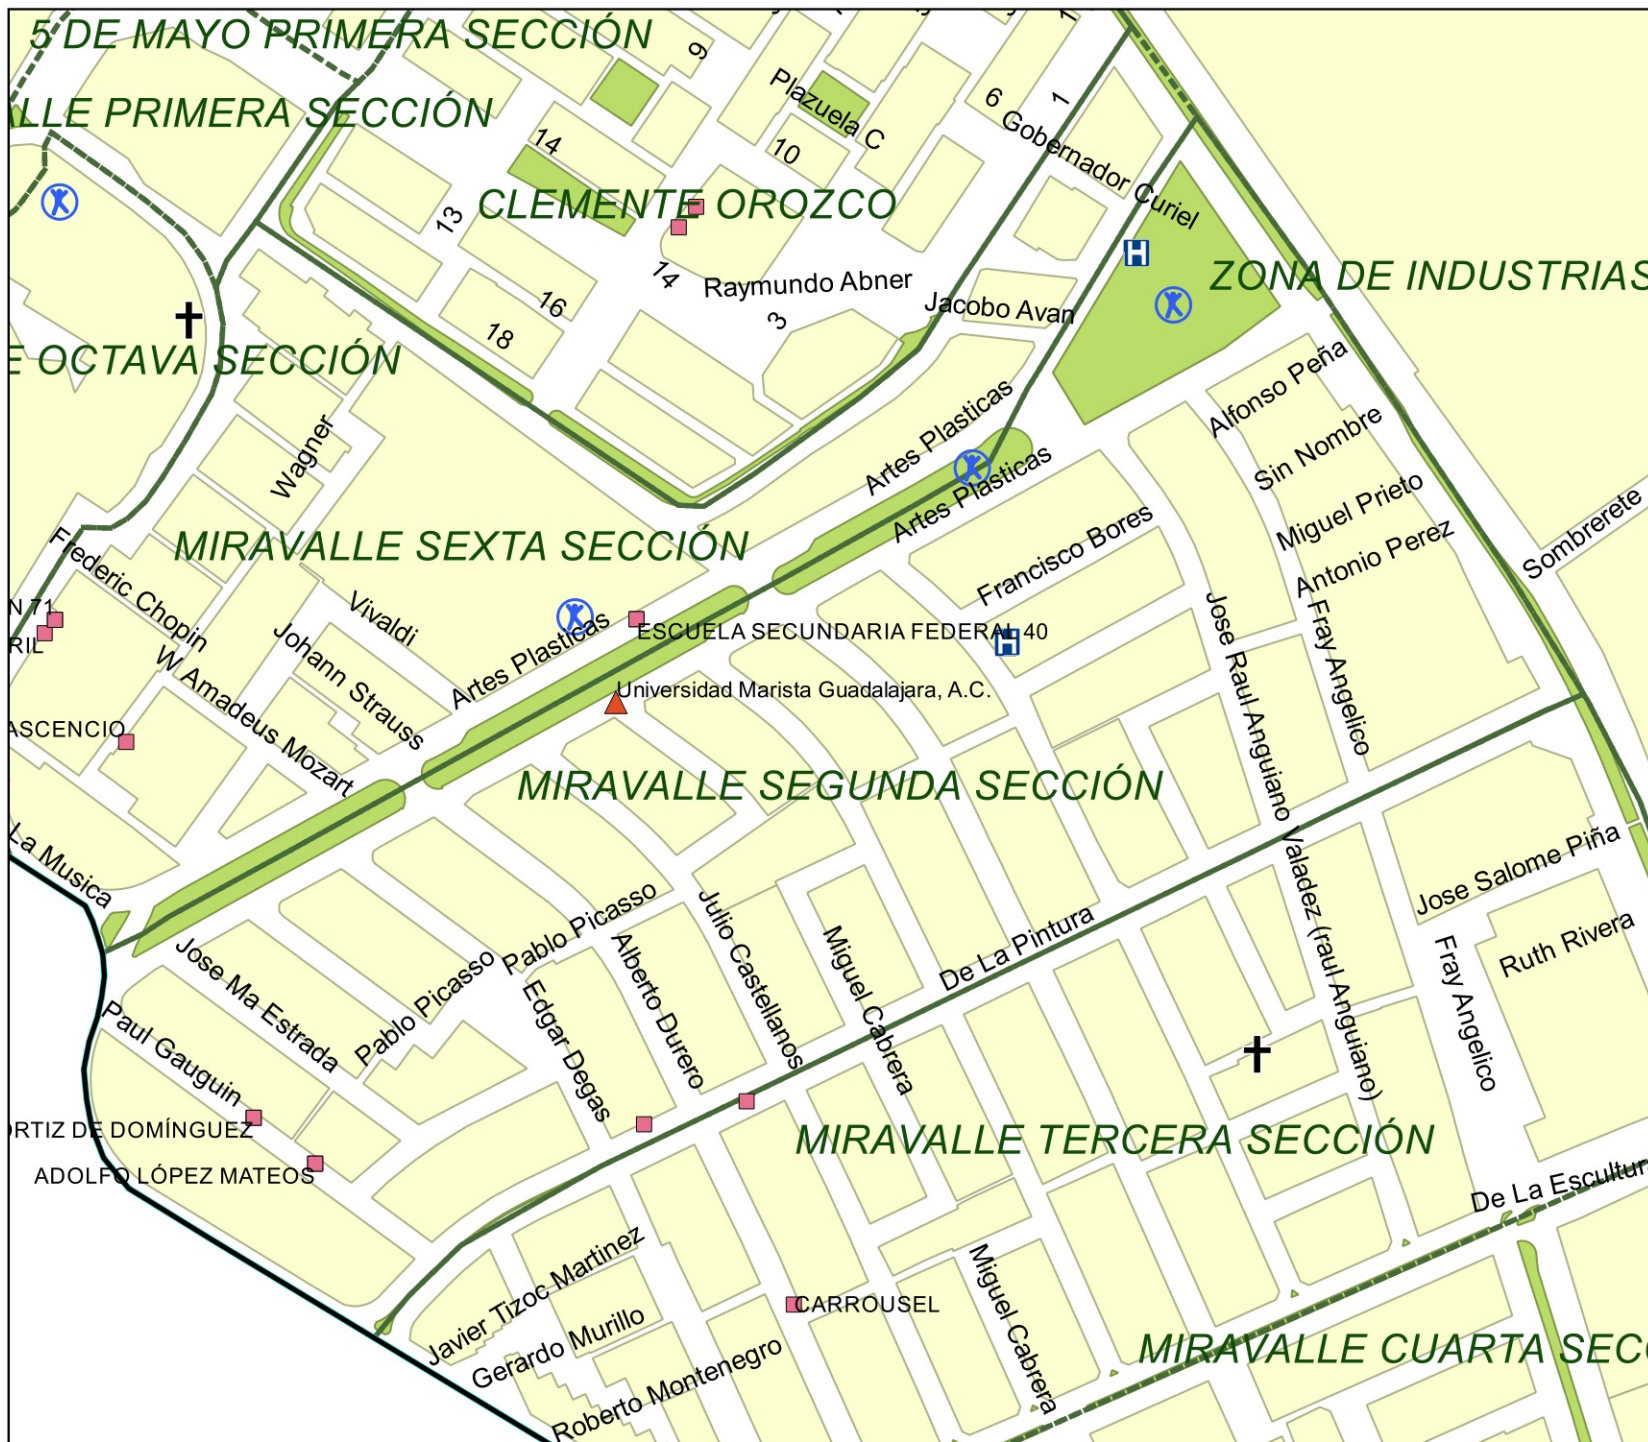 5 DE MAYO PRIMERA SECCIÓN
9
1
Plazuela C
6
1
ALLE PRIMERA SECCIÓN
14
10
Gobernador Curiel
CLEMENTE OROZCO
13
H
14
Raymundo Abner
ZONA DE INDUSTRIAS
16
3
Jacobo Avan
18
E OCTAVA SECCIÓN
Alfonso Peña
Wagner
Artes Plasticas
Sin Nombre
Artes Plasticas
Miguel Prieto
Sombrerete
MIRAVALLE SEXTA SECCIÓN
Frederic Chopin
Francisco Bores
Antonio Perez
N 71
RIL
Vivaldi
Johann Strauss
Artes Plasticas
ESCUELA SECUNDARIA FEDERAL 40
H
Jose Raul Anguiano Valadez (raul Anguiano)
Fray Angelico
W Amadeus Mozart
Universidad Marista Guadalajara, A.C.
ASCENCIO
MIRAVALLE SEGUNDA SECCIÓN
La Musica
Jose Salome Piña
Pablo Picasso
Julio Castellanos
Miguel Cabrera
De La Pintura
Ruth Rivera
Jose Ma Estrada
Pablo Picasso
Edgar Degas
Alberto Durero
Fray Angelico
Paul Gauguin
ORTIZ DE DOMÍNGUEZ
MIRAVALLE TERCERA SECCIÓN
ADOLFO LÓPEZ MATEOS
De La Escultur
Javier Tizoc Martinez
Miguel Cabrera
CARROUSEL
Gerardo Murillo
MIRAVALLE CUARTA SECC
Roberto Montenegro